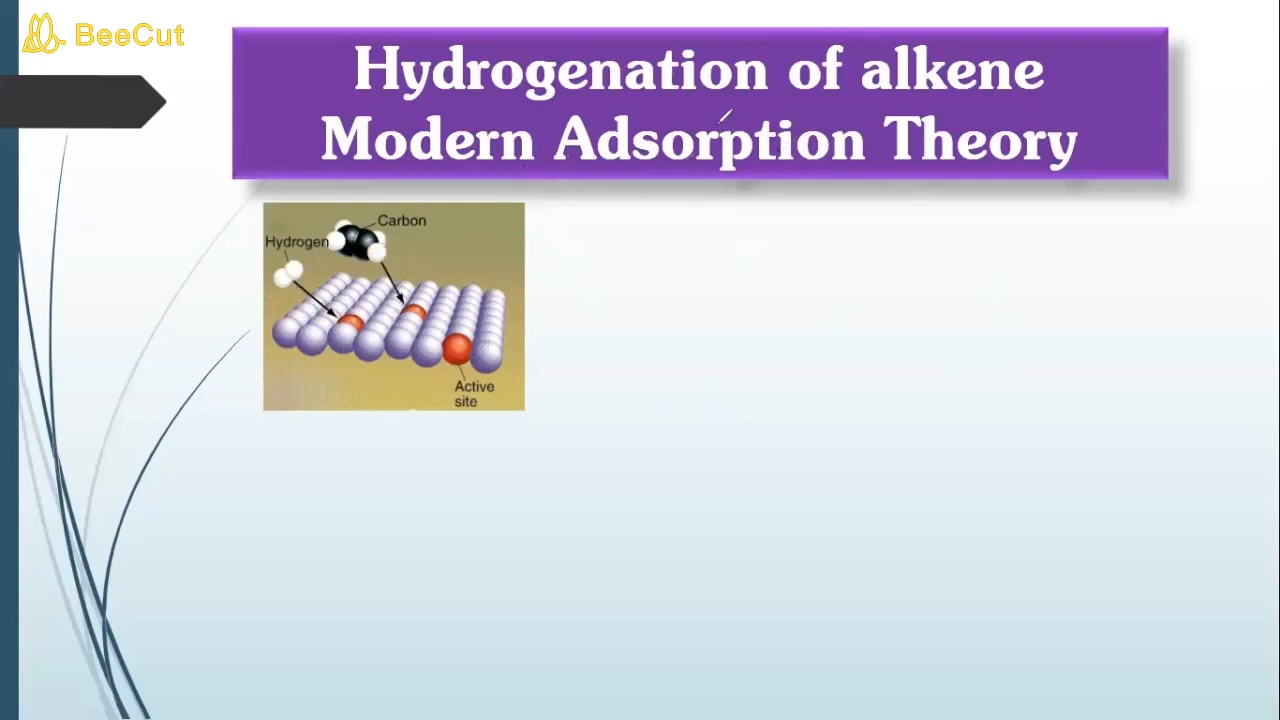 BeeCut
Hydrogenation of alkene
Modern Adsorption Theory
Carbon
Hydrogen
Active
site